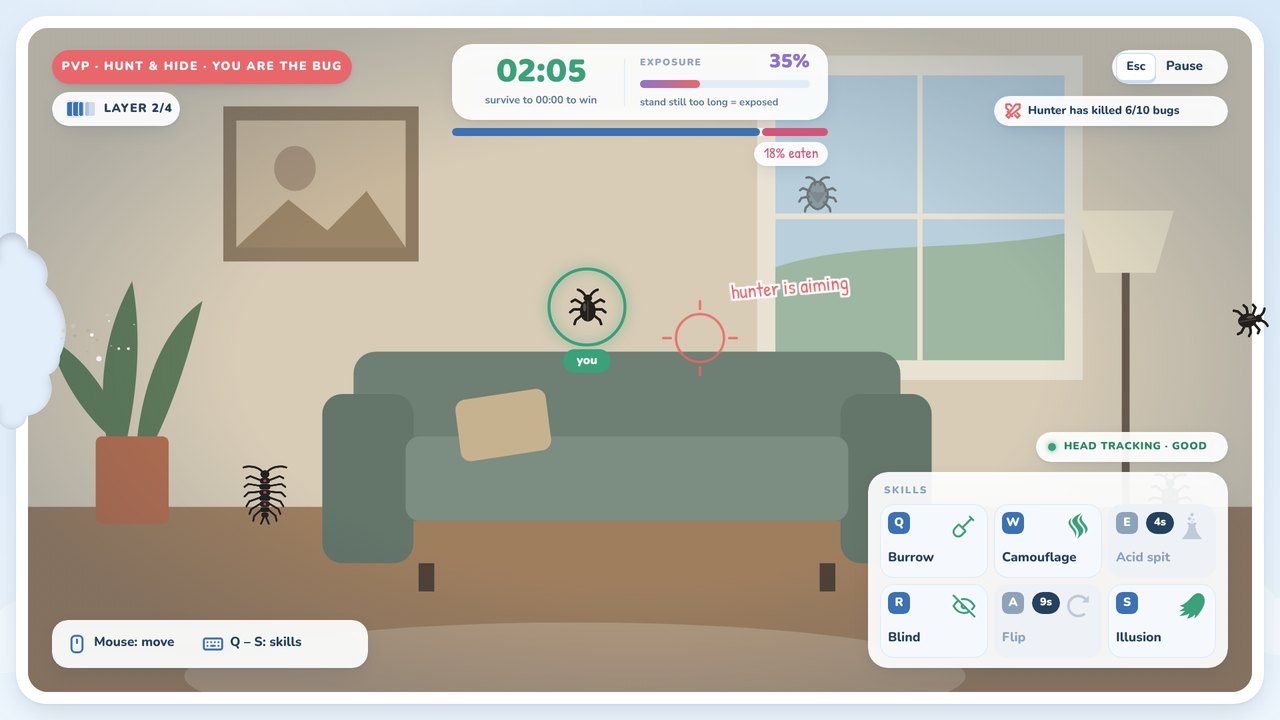 PVP · HUNT & HIDE · YOU ARE THE BUG
LAYER 2/4
02:05
survive to 00:00 to win
EXPOSURE 35%
stand still too long = exposed
18% eaten
Esc Pause
Hunter has killed 6/10 bugs
hunter is aiming
you
HEAD TRACKING · GOOD
SKILLS
Q Burrow
W Camouflage
E 4s Acid spit
R Blind
A 9s Flip
S Illusion
Mouse: move Q – S: skills